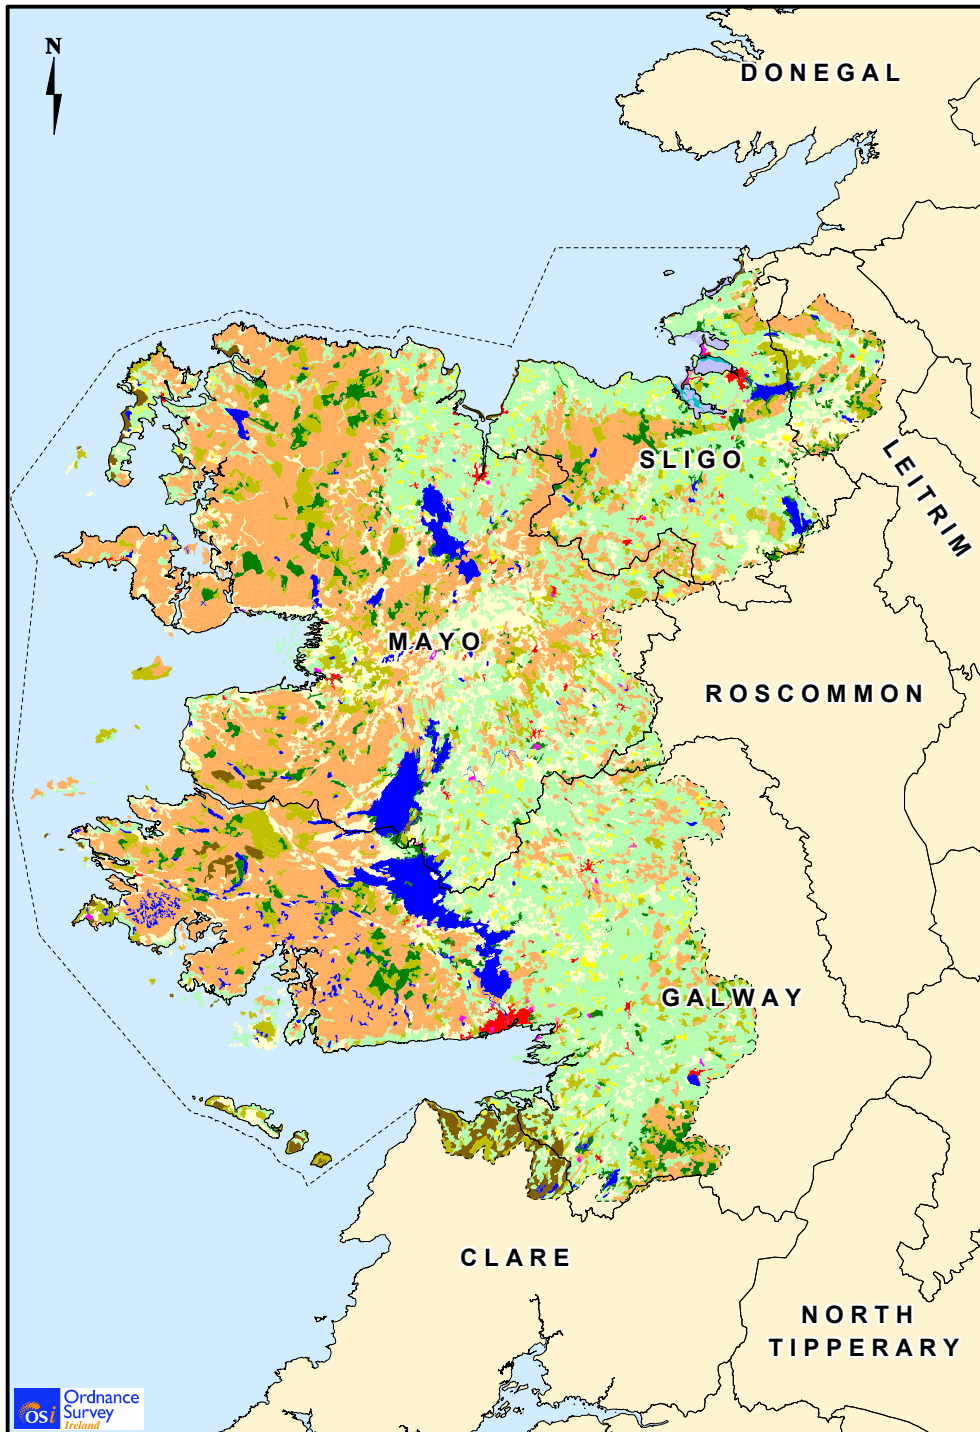 N
DONEGAL
SLIGO
LEITRIM
MAYO
ROSCOMMON
GALWAY
CLARE
NORTH
TIPPERARY
osi
Ordnance
Survey
Ireland